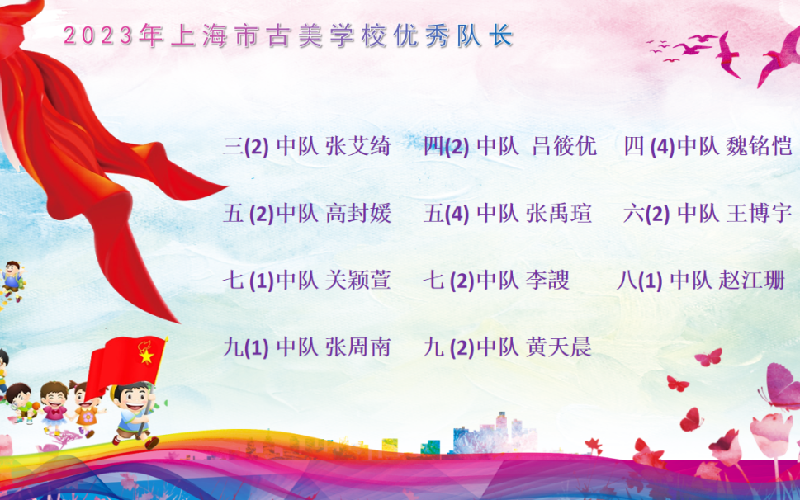 2023年上海市古美学校优秀队长
三(2) 中队 张艾绮 四(2) 中队 吕筱优 四 (4)中队 魏铭恺
五 (2)中队 高封媛 五(4) 中队 张禹瑄 六(2) 中队 王博宇
七 (1)中队 关颖萱 七 (2)中队 李謏 八(1) 中队 赵江珊
九(1) 中队 张周南 九 (2)中队 黄天晨